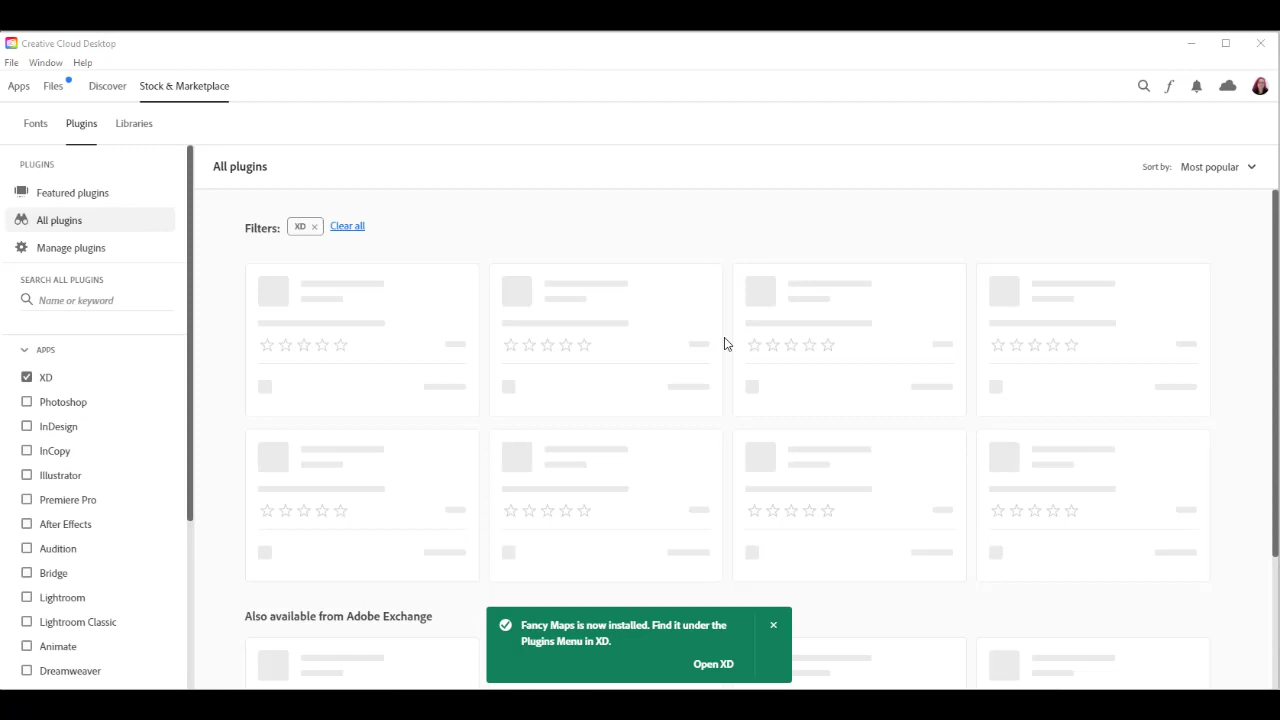 Creative Cloud Desktop
File Window Help
Apps Files Discover Stock & Marketplace
Fonts Plugins Libraries
PLUGINS
Featured plugins
All plugins
Manage plugins
SEARCH ALL PLUGINS
Name or keyword
APPS
XD
Photoshop
InDesign
InCopy
Illustrator
Premiere Pro
After Effects
Audition
Bridge
Lightroom
Lightroom Classic
Animate
Dreamweaver
All plugins
Sort by: Most popular
Filters: XD × Clear all
Also available from Adobe Exchange
Fancy Maps is now installed. Find it under the
Plugins Menu in XD.
Open XD